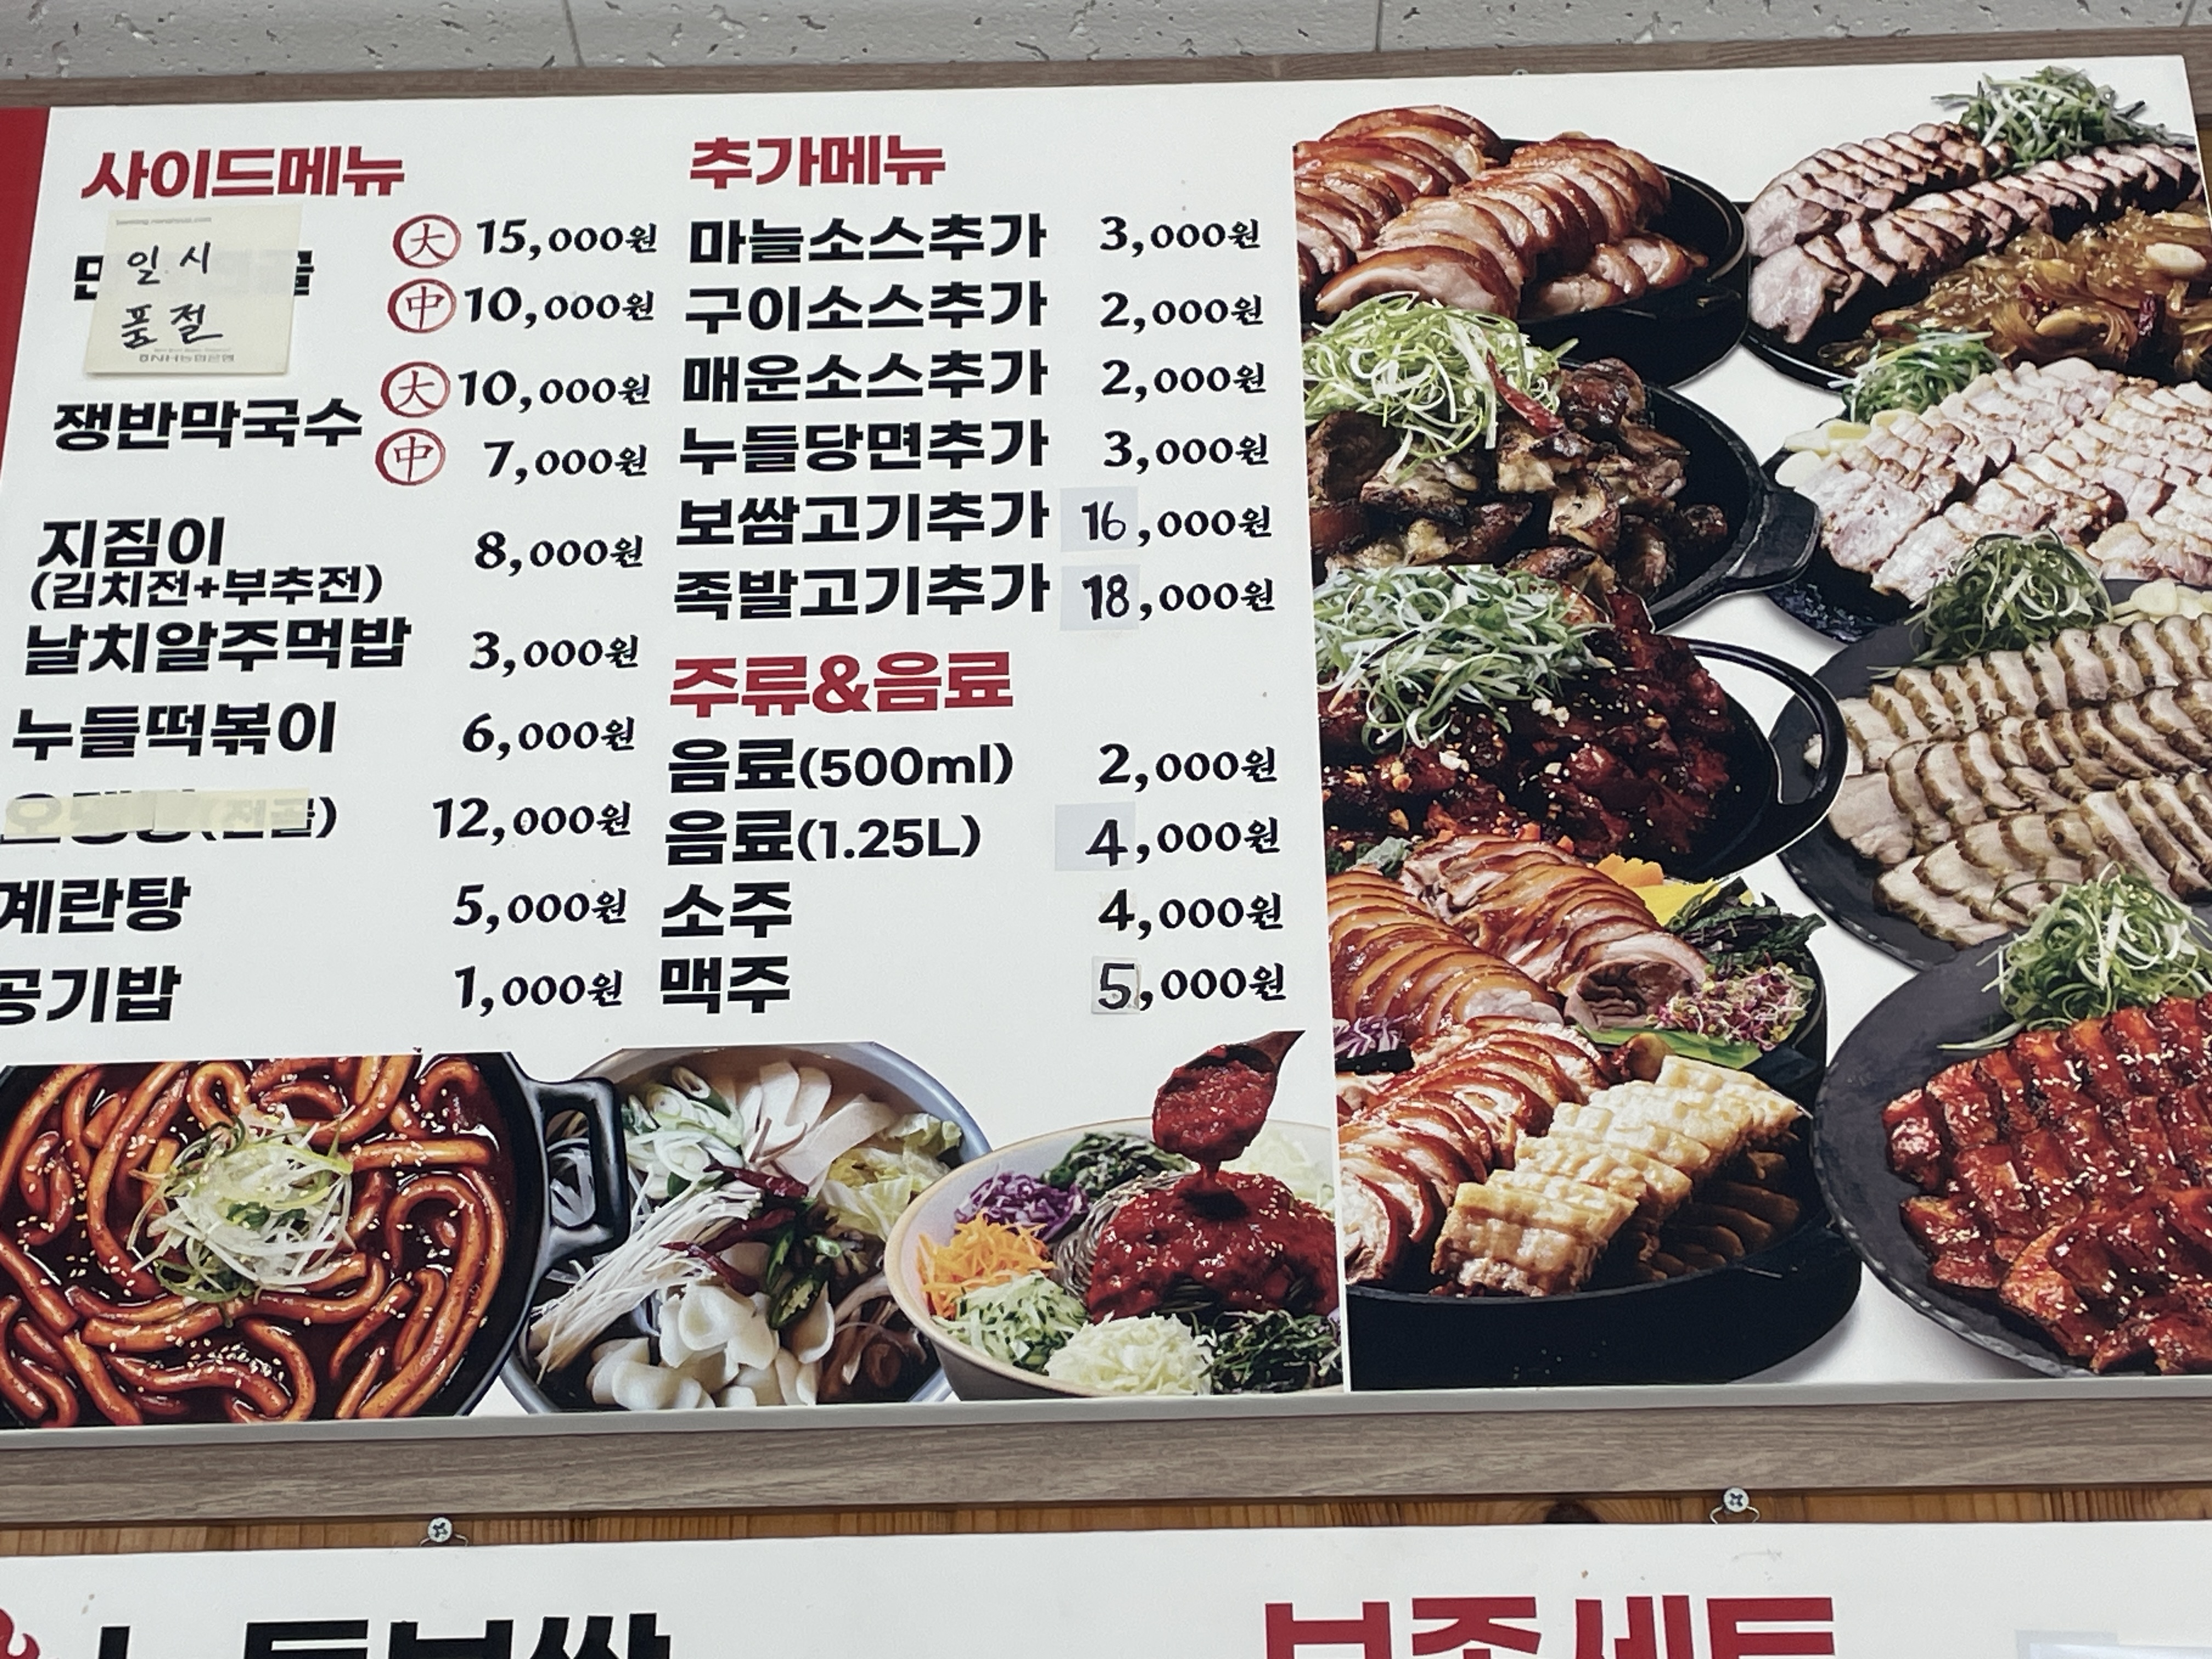 사이드메뉴
일시
품절
NH농협은행
大 15,000원
中 10,000원
쟁반막국수
大 10,000원
中 7,000원
지짐이 8,000원
(김치전+부추전)
날치알주먹밥 3,000원
누들떡볶이 6,000원
(전골) 12,000원
계란탕 5,000원
공기밥 1,000원
추가메뉴
마늘소스추가 3,000원
구이소스추가 2,000원
매운소스추가 2,000원
누들당면추가 3,000원
보쌈고기추가 16,000원
족발고기추가 18,000원
주류&음료
음료(500ml) 2,000원
음료(1.25L) 4,000원
소주 4,000원
맥주 5,000원